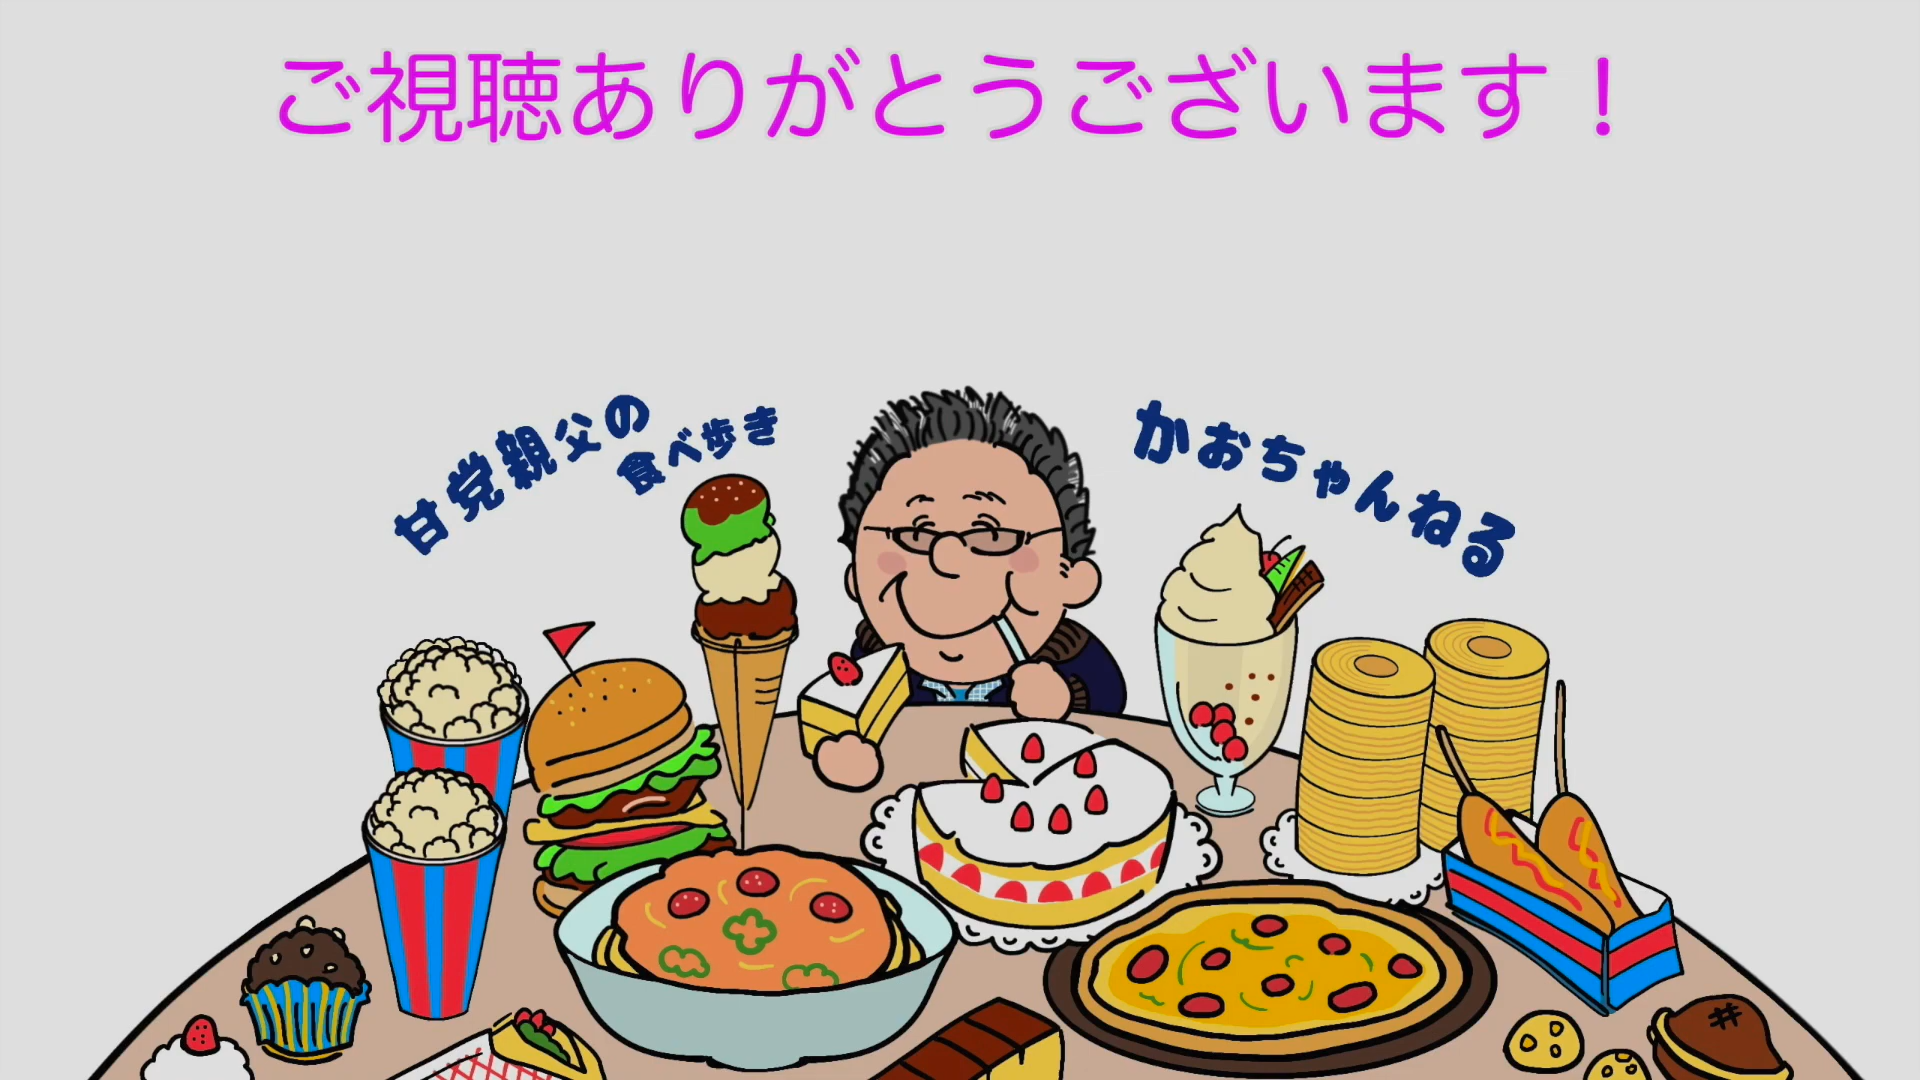 ご視聴ありがとうございます！
甘党親父の
食べ歩き
かおちゃんねる